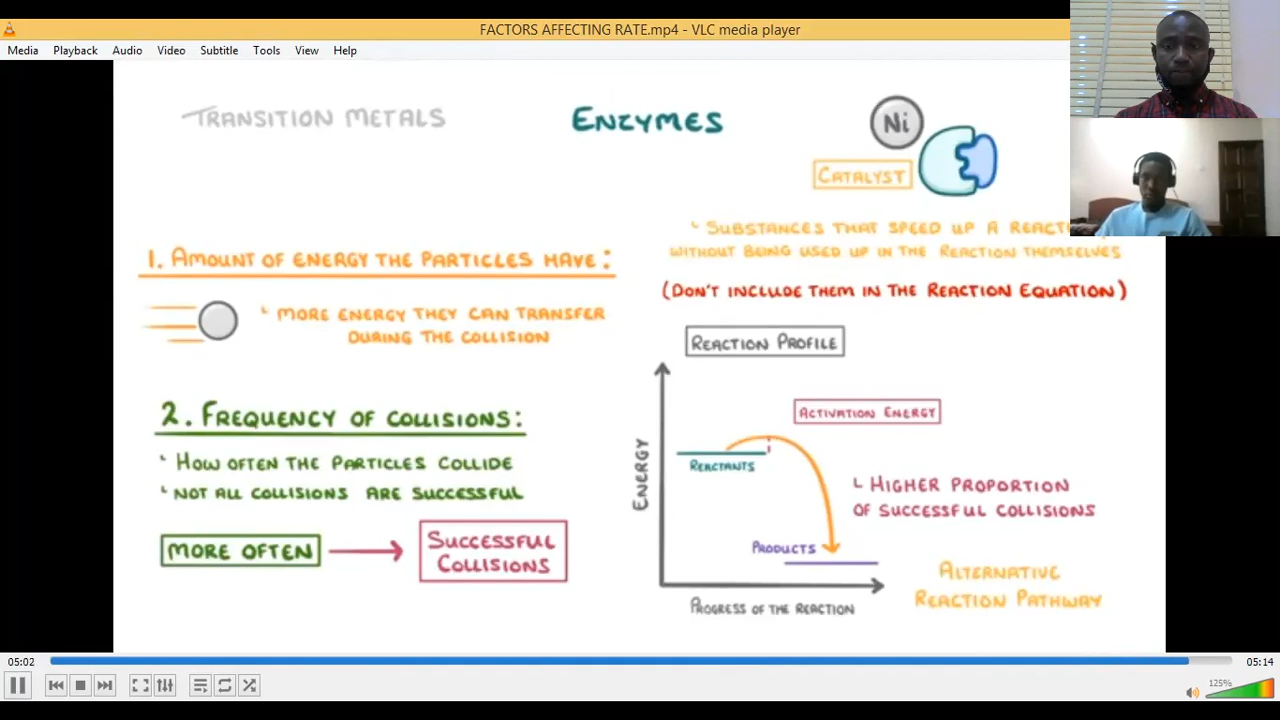 FACTORS AFFECTING RATE.mp4 - VLC media player
Media Playback Audio Video Subtitle Tools View Help
TRANSITION METALS
ENZYMES
Ni
CATALYST
SUBSTANCES THAT SPEED UP A
WITHOUT BEING USED UP IN THE REACTION THEMSELVES
(DON'T INCLUDE THEM IN THE REACTION EQUATION)
1. AMOUNT OF ENERGY THE PARTICLES HAVE:
MORE ENERGY THEY CAN TRANSFER
DURING THE COLLISION
2. FREQUENCY OF COLLISIONS:
HOW OFTEN THE PARTICLES COLLIDE
NOT ALL COLLISIONS ARE SUCCESSFUL
MORE OFTEN
SUCCESSFUL
COLLISIONS
REACTION PROFILE
ACTIVATION ENERGY
ENERGY
REACTANTS
HIGHER PROPORTION
OF SUCCESSFUL COLLISIONS
PRODUCTS
PROGRESS OF THE REACTION
ALTERNATIVE
REACTION PATHWAY
05:02
05:14
125%